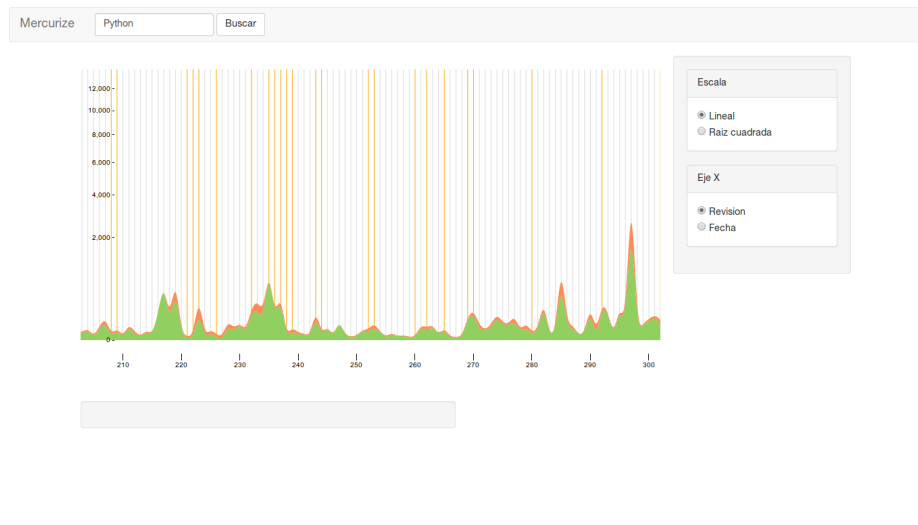 Mercurize Python Buscar
Escala
Lineal
Raiz cuadrada
Eje X
Revision
Fecha
12,000
10,000
8,000
6,000
4,000
2,000
0
210 220 230 240 250 260 270 280 290 300